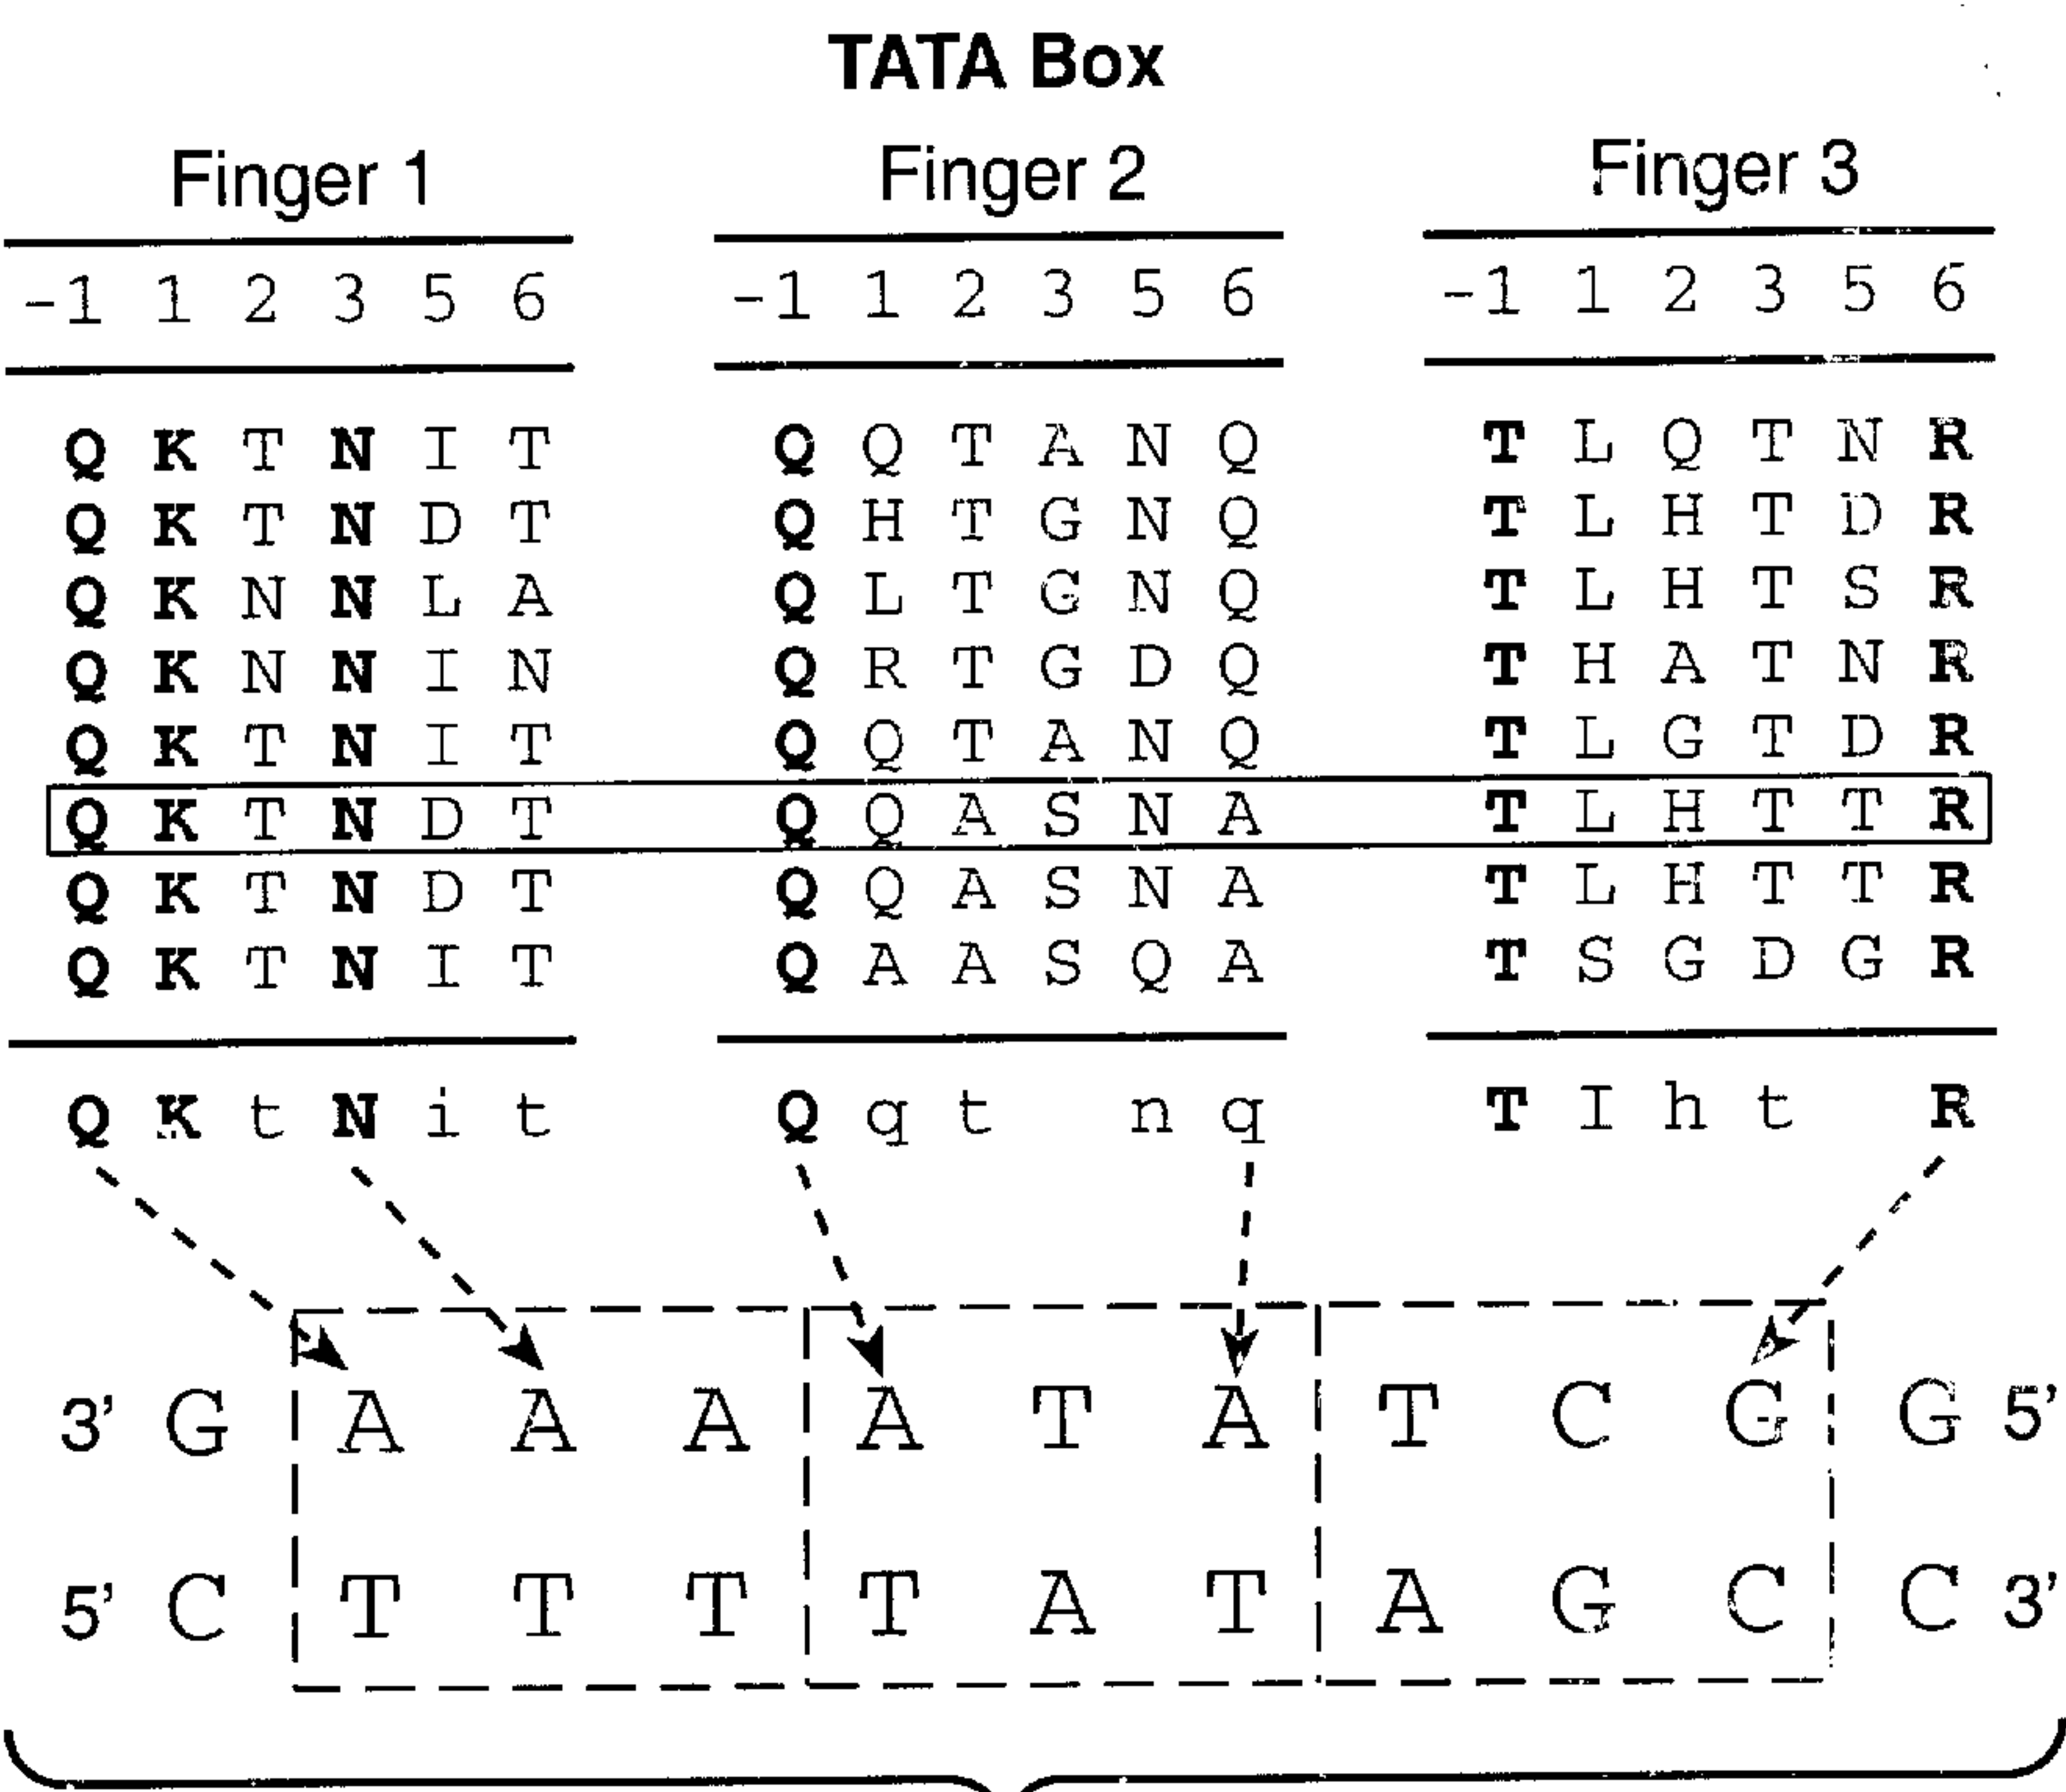 TATA Box
Finger 1 Finger 2 Finger 3
-1 1 2 3 5 6 -1 1 2 3 5 6 -1 1 2 3 5 6
Q K T N I T Q Q T A N Q T L Q T N R
Q K T N D T Q H T G N Q T L H T D R
Q K N N L A Q L T G N Q T L H T S R
Q K N N I N Q R T G D Q T H A T N R
Q K T N I T Q Q T A N Q T L G T D R
Q K T N D T Q Q A S N A T L H T T R
Q K T N D T Q Q A S N A T L H T T R
Q K T N I T Q A A S Q A T S G D G R
Q K t N i t Q q t n q T I h t R
3’ G A A A A T A T C G G 5’
5’ C T T T T A T A G C C 3’